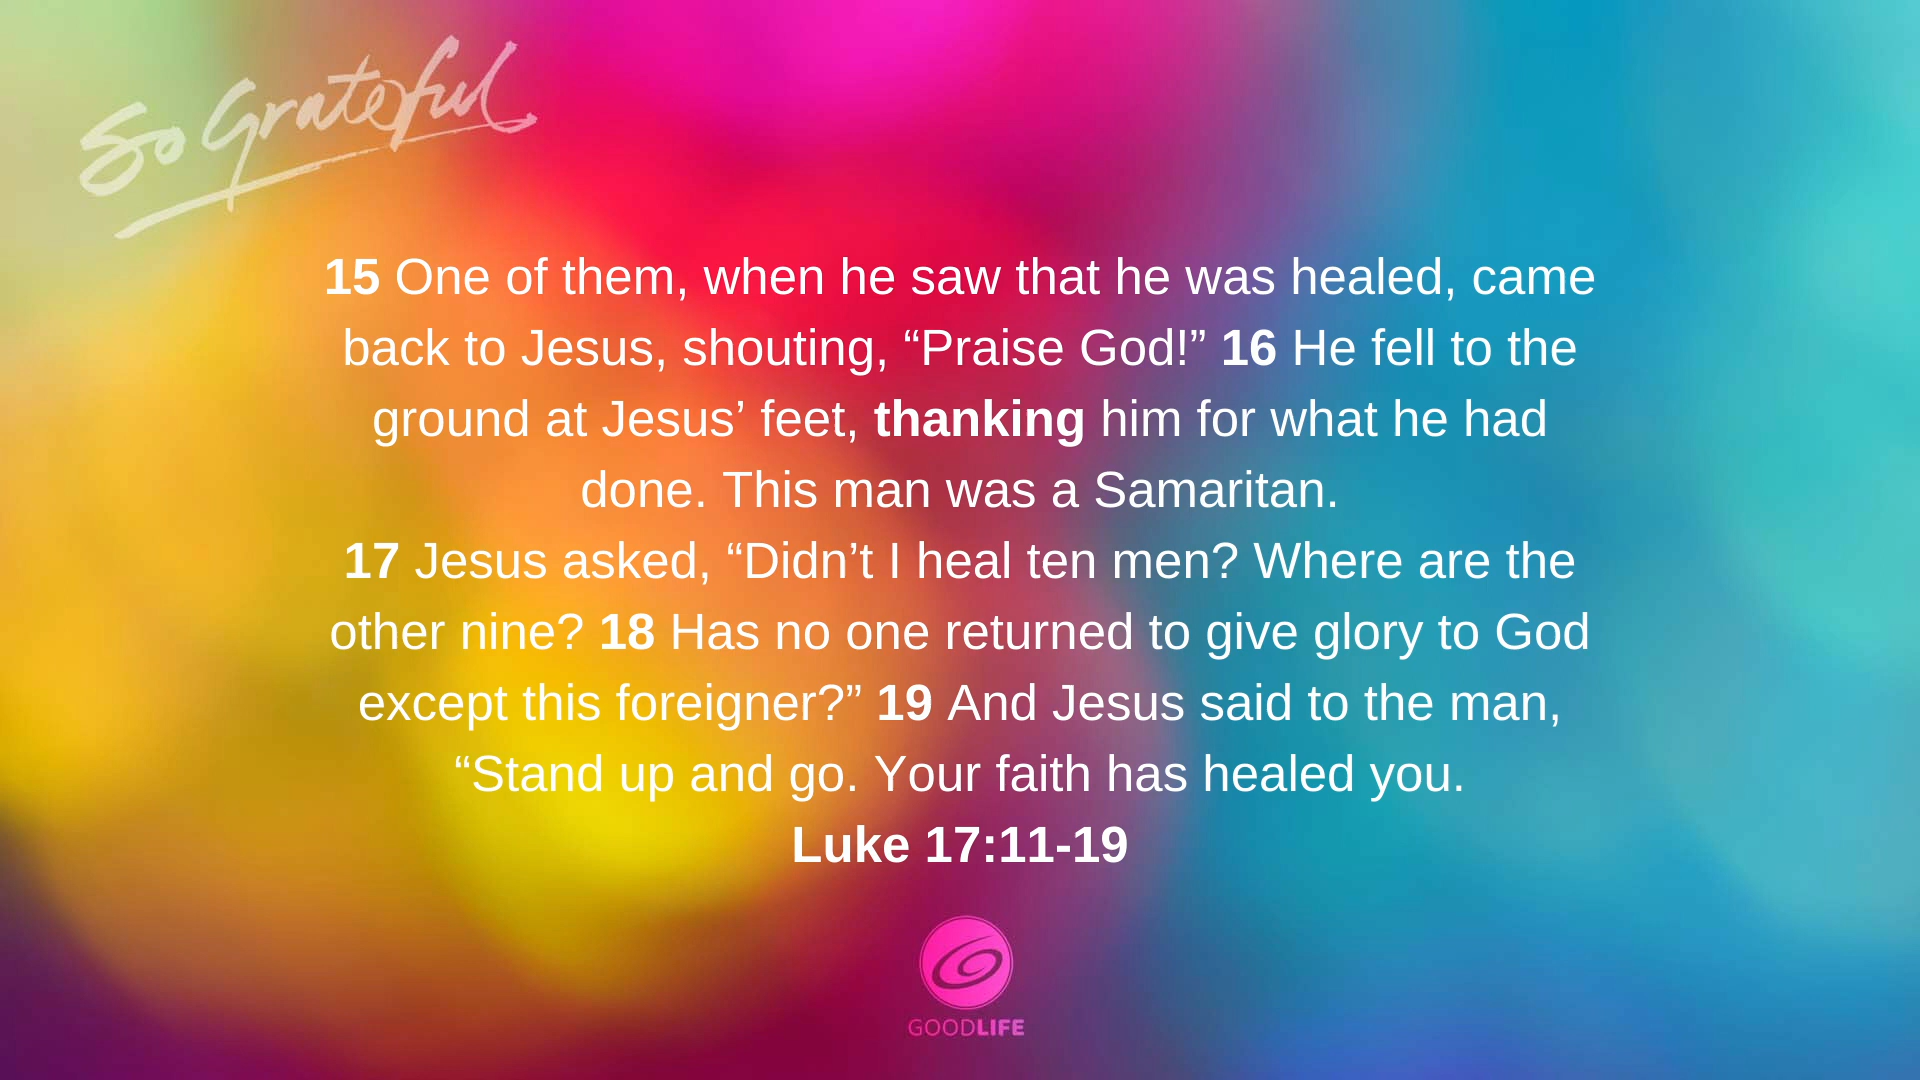 So Grateful
15 One of them, when he saw that he was healed, came
back to Jesus, shouting, “Praise God!” 16 He fell to the
ground at Jesus’ feet, thanking him for what he had
done. This man was a Samaritan.
17 Jesus asked, “Didn’t I heal ten men? Where are the
other nine? 18 Has no one returned to give glory to God
except this foreigner?” 19 And Jesus said to the man,
“Stand up and go. Your faith has healed you.
Luke 17:11-19
GOODLIFE